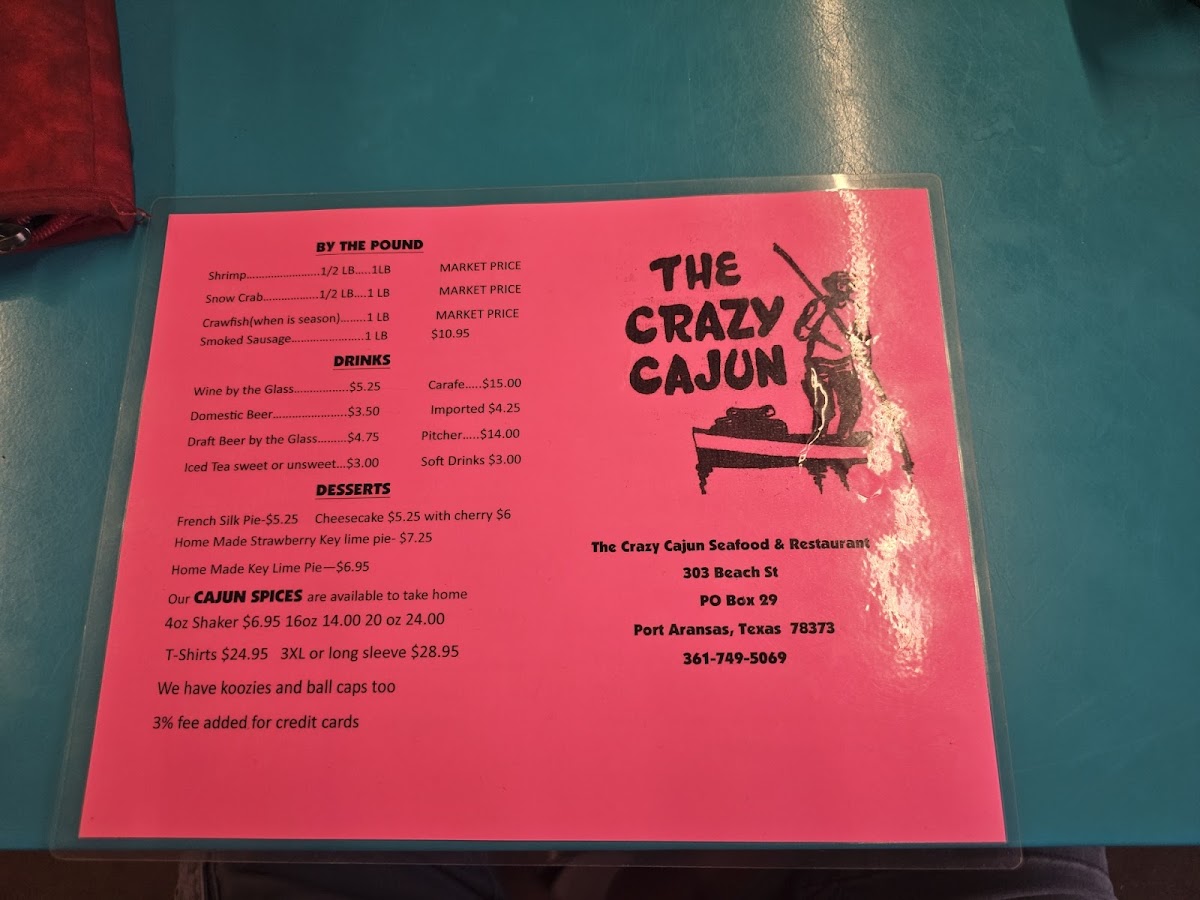 BY THE POUND
Shrimp........................1/2 LB.....1LB MARKET PRICE
Snow Crab..................1/2 LB....1 LB MARKET PRICE
Crawfish(when is season)........1 LB MARKET PRICE
Smoked Sausage........................1 LB $10.95
DRINKS
Wine by the Glass.................$5.25 Carafe.....$15.00
Domestic Beer........................$3.50 Imported $4.25
Draft Beer by the Glass.........$4.75 Pitcher.....$14.00
Iced Tea sweet or unsweet...$3.00 Soft Drinks $3.00
DESSERTS
French Silk Pie-$5.25 Cheesecake $5.25 with cherry $6
Home Made Strawberry Key lime pie- $7.25
Home Made Key Lime Pie—$6.95
Our CAJUN SPICES are available to take home
4oz Shaker $6.95 16oz 14.00 20 oz 24.00
T-Shirts $24.95 3XL or long sleeve $28.95
We have koozies and ball caps too
3% fee added for credit cards
THE
CRAZY
CAJUN
The Crazy Cajun Seafood & Restaurant
303 Beach St
PO Box 29
Port Aransas, Texas 78373
361-749-5069